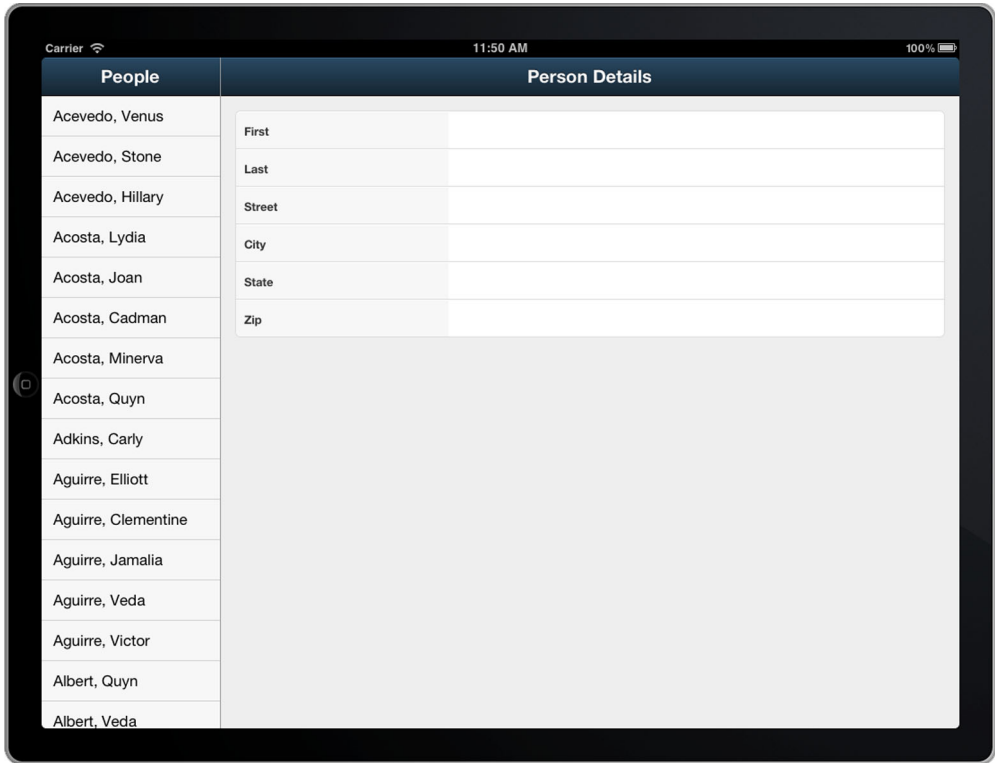 Carrier
11:50 AM
100%
People
Person Details
Acevedo, Venus
Acevedo, Stone
Acevedo, Hillary
Acosta, Lydia
Acosta, Joan
Acosta, Cadman
Acosta, Minerva
Acosta, Quyn
Adkins, Carly
Aguirre, Elliott
Aguirre, Clementine
Aguirre, Jamalia
Aguirre, Veda
Aguirre, Victor
Albert, Quyn
Albert, Veda
First
Last
Street
City
State
Zip